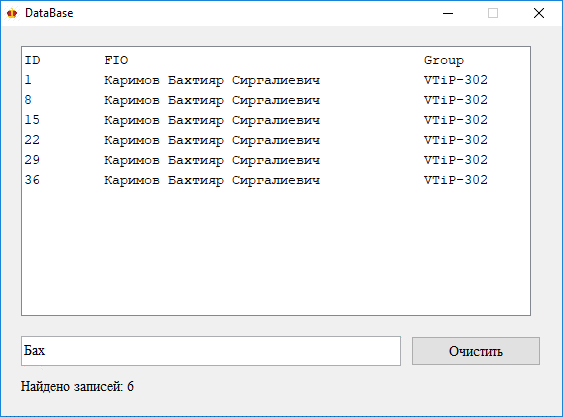 DataBase
ID FIO Group
1 Каримов Бахтияр Сиргалиевич VTiP-302
8 Каримов Бахтияр Сиргалиевич VTiP-302
15 Каримов Бахтияр Сиргалиевич VTiP-302
22 Каримов Бахтияр Сиргалиевич VTiP-302
29 Каримов Бахтияр Сиргалиевич VTiP-302
36 Каримов Бахтияр Сиргалиевич VTiP-302
Бах Очистить
Найдено записей: 6